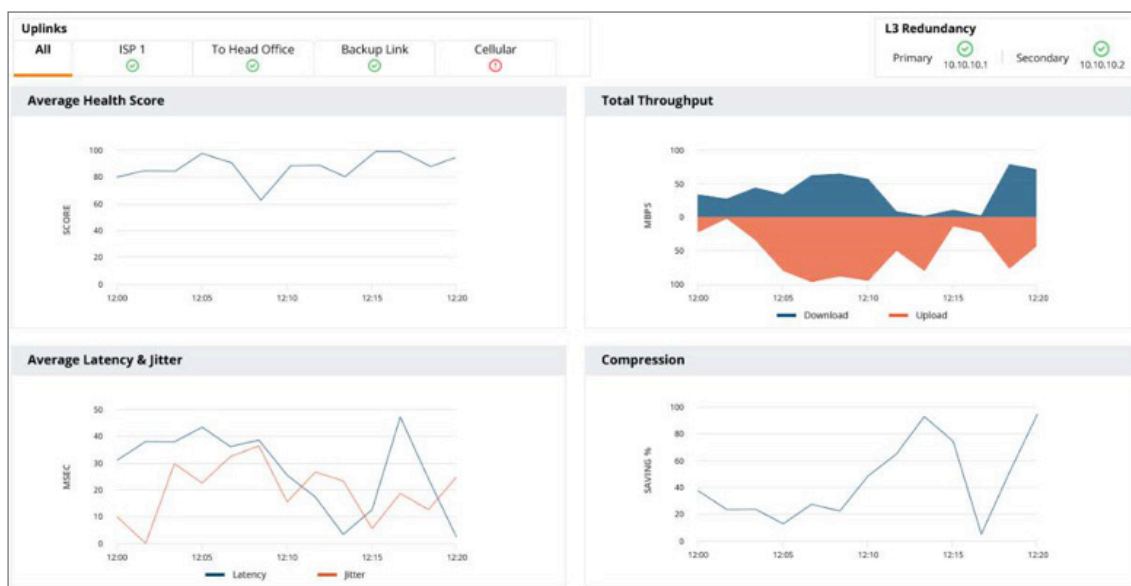 Uplinks
All ISP 1 To Head Office Backup Link Cellular
L3 Redundancy
Primary 10.10.10.1 Secondary 10.10.10.2
Average Health Score
100
80
60
40
20
0
SCORE
12:00 12:05 12:10 12:15 12:20
Total Throughput
100
50
0
50
100
MBPS
12:00 12:05 12:10 12:15 12:20
Download Upload
Average Latency & Jitter
50
40
30
20
10
0
MSEC
12:00 12:05 12:10 12:15 12:20
Latency Jitter
Compression
100
80
60
40
20
0
SAVING %
12:00 12:05 12:10 12:15 12:20